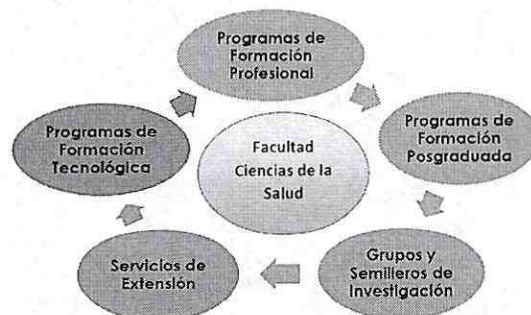 Programas de
Formación
Profesional
Programas de
Formación
Posgraduada
Grupos y
Semilleros de
Investigación
Servicios de
Extensión
Programas de
Formación
Tecnológica
Facultad
Ciencias de la
Salud